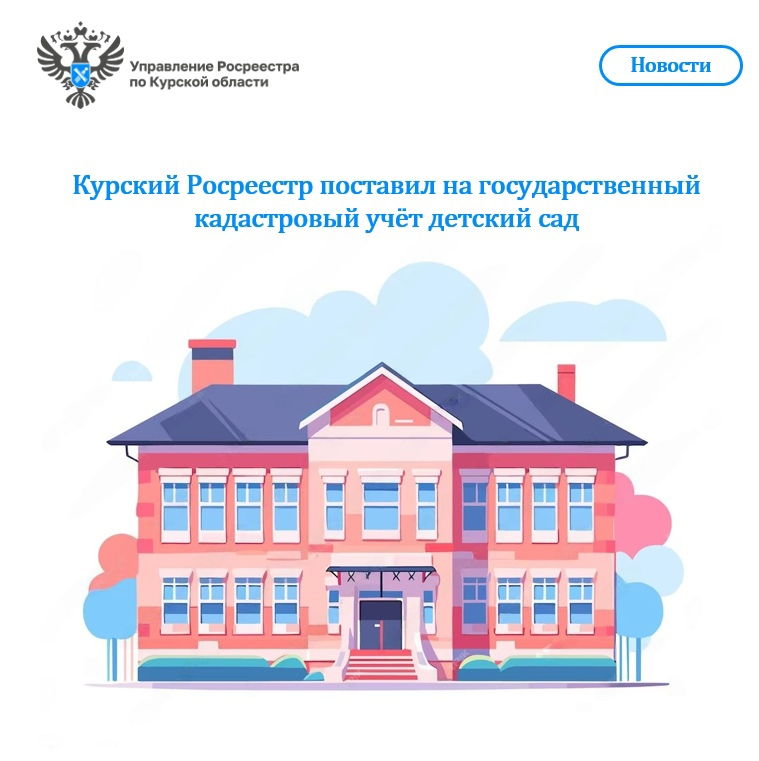 Управление Росреестра
по Курской области
Новости
Курский Росреестр поставил на государственный
кадастровый учёт детский сад